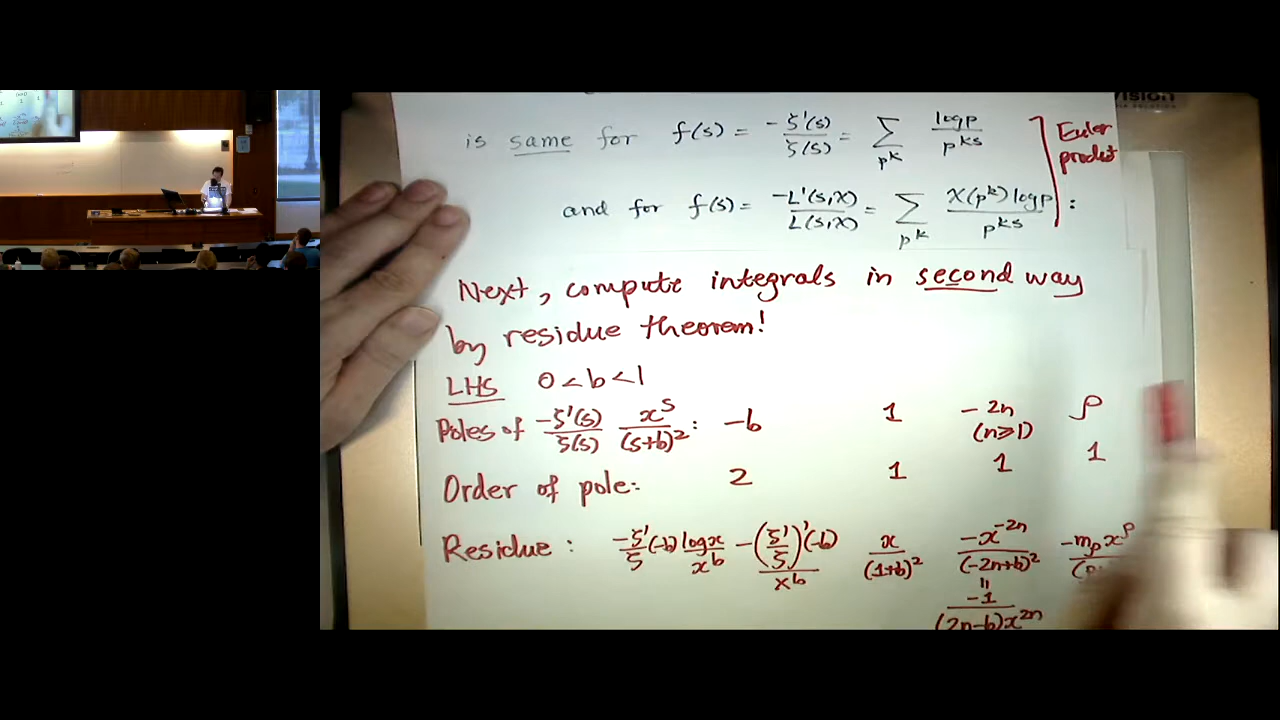 vision
is same for f(s) = -ζ'(s)/ζ(s) = Σ_{p^k} log p/p^{ks}
Euler product
and for f(s) = -L'(s,χ)/L(s,χ) = Σ_{p^k} χ(p^k) log p/p^{ks} :
Next, compute integrals in second way
by residue theorem!
LHS 0 < b < 1
Poles of -ζ'(s)/ζ(s) x^s/(s+b)^2 : -b 1 -2n (n≥1) ρ
Order of pole: 2 1 1 1
Residue : -ζ'/ζ(-b) log x/x^b - (ζ'/ζ)'(-b)/x^b x/(1+b)^2 -x^{-2n}/(-2n+b)^2 -m_ρ x^ρ
" -1/(2n-b)x^{2n}